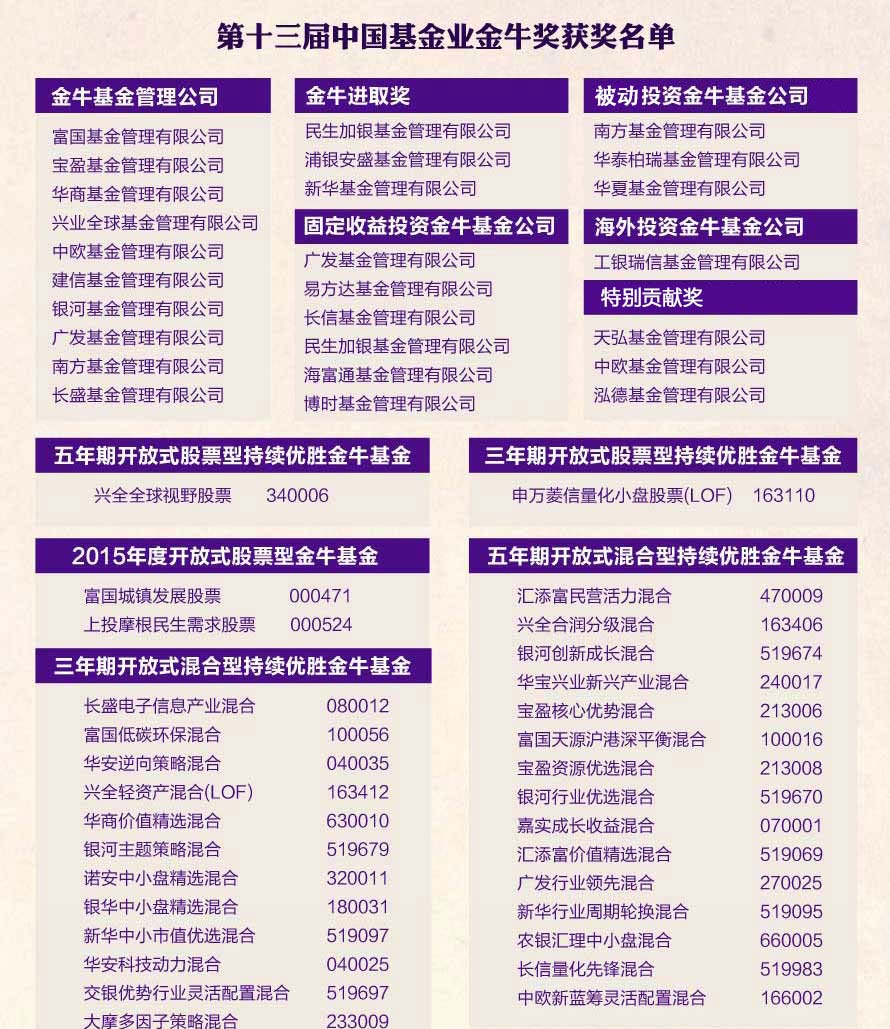 第十三届中国基金业金牛奖获奖名单
金牛基金管理公司
富国基金管理有限公司
宝盈基金管理有限公司
华商基金管理有限公司
兴业全球基金管理有限公司
中欧基金管理有限公司
建信基金管理有限公司
银河基金管理有限公司
广发基金管理有限公司
南方基金管理有限公司
长盛基金管理有限公司
金牛进取奖
民生加银基金管理有限公司
浦银安盛基金管理有限公司
新华基金管理有限公司
固定收益投资金牛基金公司
广发基金管理有限公司
易方达基金管理有限公司
长信基金管理有限公司
民生加银基金管理有限公司
海富通基金管理有限公司
博时基金管理有限公司
被动投资金牛基金公司
南方基金管理有限公司
华泰柏瑞基金管理有限公司
华夏基金管理有限公司
海外投资金牛基金公司
工银瑞信基金管理有限公司
特别贡献奖
天弘基金管理有限公司
中欧基金管理有限公司
泓德基金管理有限公司
五年期开放式股票型持续优胜金牛基金
兴全全球视野股票 340006
三年期开放式股票型持续优胜金牛基金
申万菱信量化小盘股票(LOF) 163110
2015年度开放式股票型金牛基金
富国城镇发展股票 000471
上投摩根民生需求股票 000524
三年期开放式混合型持续优胜金牛基金
长盛电子信息产业混合 080012
富国低碳环保混合 100056
华安逆向策略混合 040035
兴全轻资产混合(LOF) 163412
华商价值精选混合 630010
银河主题策略混合 519679
诺安中小盘精选混合 320011
银华中小盘精选混合 180031
新华中小市值优选混合 519097
华安科技动力混合 040025
交银优势行业灵活配置混合 519697
大摩多因子策略混合 233009
五年期开放式混合型持续优胜金牛基金
汇添富民营活力混合 470009
兴全合润分级混合 163406
银河创新成长混合 519674
华宝兴业新兴产业混合 240017
宝盈核心优势混合 213006
富国天源沪港深平衡混合 100016
宝盈资源优选混合 213008
银河行业优选混合 519670
嘉实成长收益混合 070001
汇添富价值精选混合 519069
广发行业领先混合 270025
新华行业周期轮换混合 519095
农银汇理中小盘混合 660005
长信量化先锋混合 519983
中欧新蓝筹灵活配置混合 166002